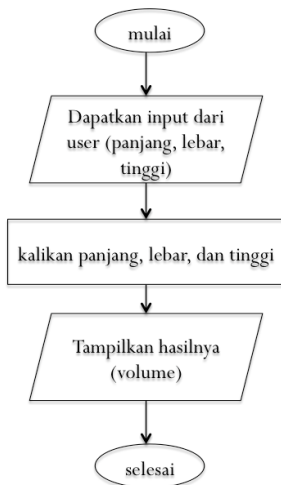 mulai
Dapatkan input dari
user (panjang, lebar,
tinggi)
kalikan panjang, lebar, dan tinggi
Tampilkan hasilnya
(volume)
selesai